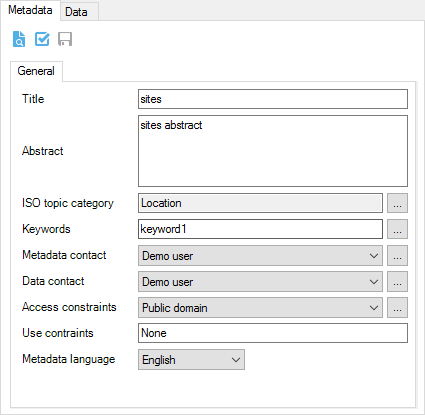 Metadata Data
General
Title sites
Abstract sites abstract
ISO topic category Location ...
Keywords keyword1 ...
Metadata contact Demo user ...
Data contact Demo user ...
Access constraints Public domain ...
Use contraints None
Metadata language English